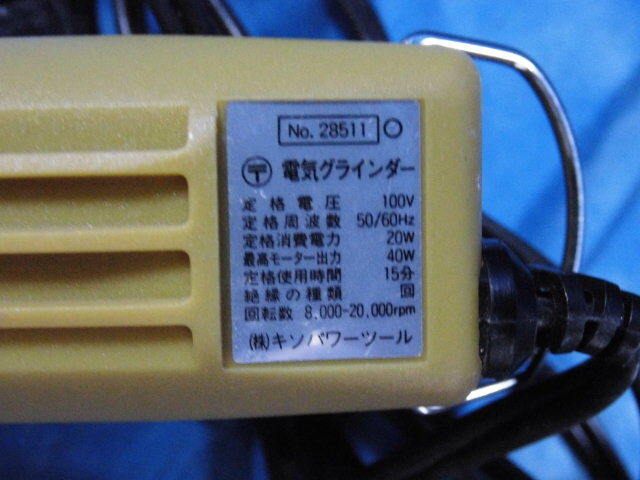 No. 28511
〒 電気グラインダー
定格電圧 100V
定格周波数 50/60Hz
定格消費電力 20W
最高モーター出力 40W
定格使用時間 15分
絶縁の種類 回
回転数 8,000-20,000rpm
(株)キソパワーツール